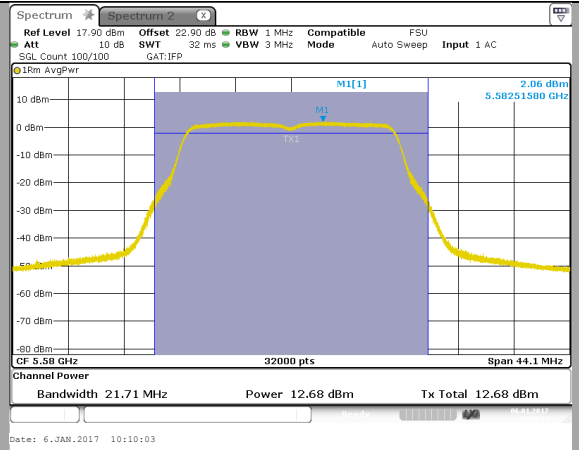 Spectrum Spectrum 2 X
Ref Level 17.90 dBm Offset 22.90 dB RBW 1 MHz Compatible FSU
Att 10 dB SWT 32 ms VBW 3 MHz Mode Auto Sweep Input 1 AC
SGL Count 100/100 GAT:IFP
1Rm AvgPwr
M1[1] 2.06 dBm
5.58251580 GHz
10 dBm
M1
0 dBm
TX1
-10 dBm
-20 dBm
-30 dBm
-40 dBm
-50 dBm
-60 dBm
-70 dBm
-80 dBm
CF 5.58 GHz 32000 pts Span 44.1 MHz
Channel Power
Bandwidth 21.71 MHz Power 12.68 dBm Tx Total 12.68 dBm
Ready 06.01.2017
Date: 6.JAN.2017 10:10:03